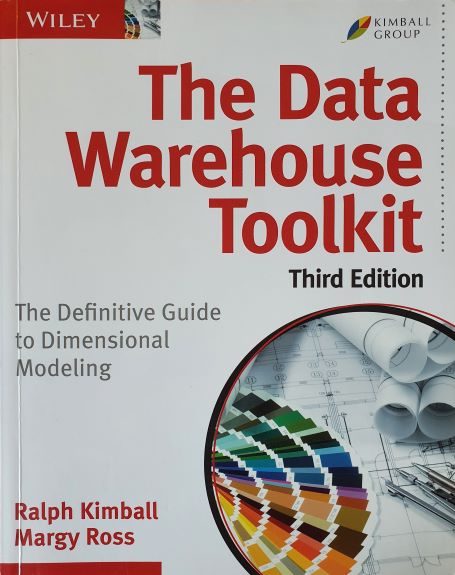 WILEY
KIMBALL
GROUP
The Data
Warehouse
Toolkit
Third Edition
The Definitive Guide
to Dimensional
Modeling
Ralph Kimball
Margy Ross